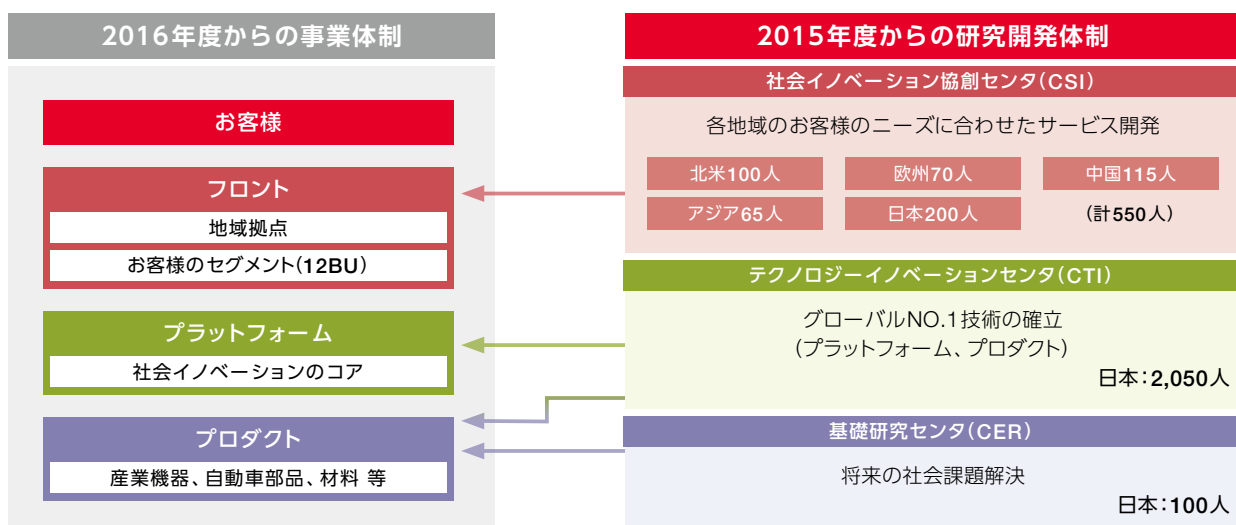 2016年度からの事業体制
お客様
フロント
地域拠点
お客様のセグメント(12BU)
プラットフォーム
社会イノベーションのコア
プロダクト
産業機器、自動車部品、材料 等
2015年度からの研究開発体制
社会イノベーション協創センタ(CSI)
各地域のお客様のニーズに合わせたサービス開発
北米100人
欧州70人
中国115人
アジア65人
日本200人
(計550人)
テクノロジーイノベーションセンタ(CTI)
グローバルNO.1技術の確立
(プラットフォーム、プロダクト)
日本:2,050人
基礎研究センタ(CER)
将来の社会課題解決
日本:100人